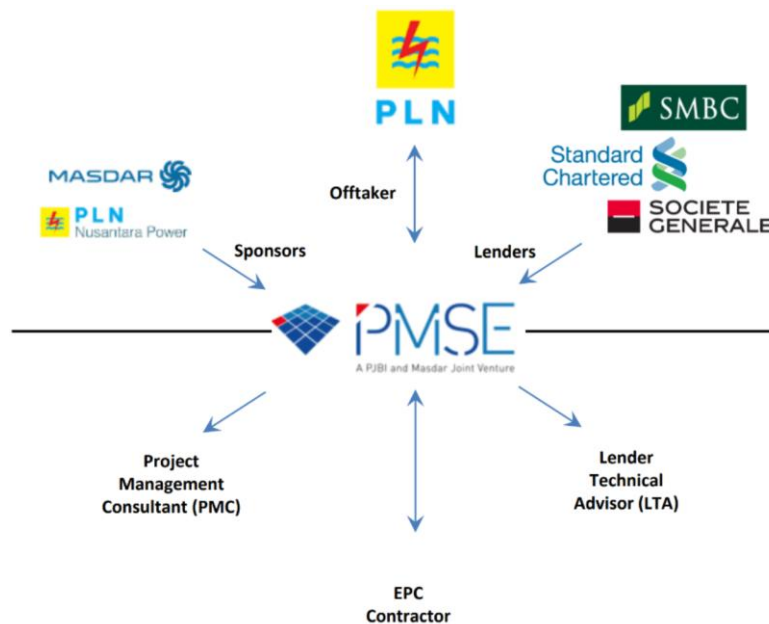 PLN
SMBC
Standard
Chartered
SOCIETE
GENERALE
MASDAR
PLN
Nusantara Power
Offtaker
Sponsors
Lenders
PMSE
A PJBI and Masdar Joint Venture
Project
Management
Consultant (PMC)
Lender
Technical
Advisor (LTA)
EPC
Contractor